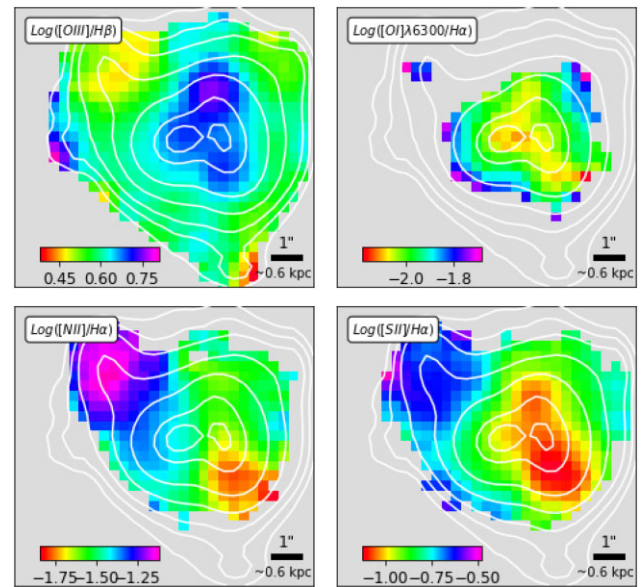 Log([OIII]/Hβ)
0.45 0.60 0.75
1"
~0.6 kpc
Log([OI]λ6300/Hα)
−2.0 −1.8
1"
~0.6 kpc
Log([NII]/Hα)
−1.75 −1.50 −1.25
1"
~0.6 kpc
Log([SII]/Hα)
−1.00 −0.75 −0.50
1"
~0.6 kpc